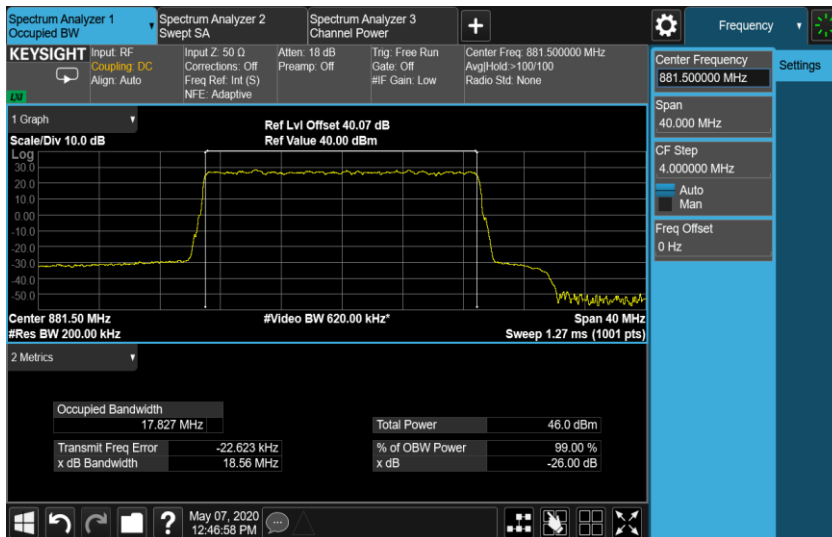 Spectrum Analyzer 1
Occupied BW
Spectrum Analyzer 2
Swept SA
Spectrum Analyzer 3
Channel Power
+
Frequency
KEYSIGHT
LXI
Input: RF
Coupling: DC
Align: Auto
Input Z: 50 Ω
Corrections: Off
Freq Ref: Int (S)
NFE: Adaptive
Atten: 18 dB
Preamp: Off
Trig: Free Run
Gate: Off
#IF Gain: Low
Center Freq: 881.500000 MHz
Avg|Hold:>100/100
Radio Std: None
Center Frequency
881.500000 MHz
Settings
Span
40.000 MHz
CF Step
4.000000 MHz
Auto
Man
Freq Offset
0 Hz
1 Graph
Scale/Div 10.0 dB
Ref Lvl Offset 40.07 dB
Ref Value 40.00 dBm
Log
30.0
20.0
10.0
0.00
-10.0
-20.0
-30.0
-40.0
-50.0
Center 881.50 MHz
#Video BW 620.00 kHz*
Span 40 MHz
#Res BW 200.00 kHz
Sweep 1.27 ms (1001 pts)
2 Metrics
Occupied Bandwidth
17.827 MHz
Total Power 46.0 dBm
Transmit Freq Error -22.623 kHz
% of OBW Power 99.00 %
x dB Bandwidth 18.56 MHz
x dB -26.00 dB
?
May 07, 2020
12:46:58 PM